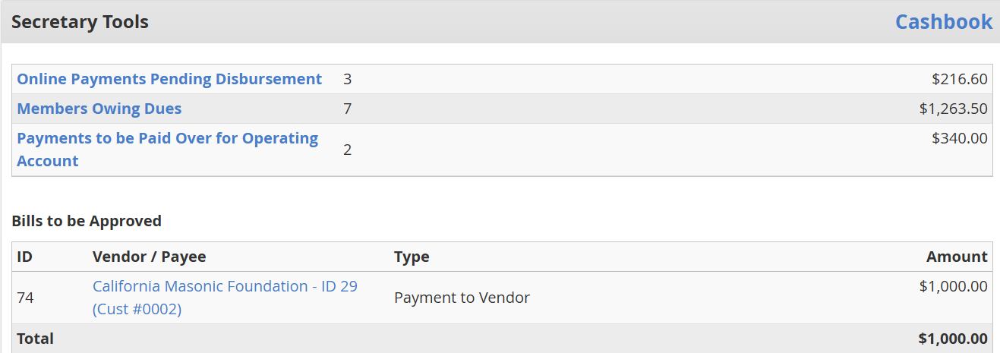 Secretary Tools Cashbook
Online Payments Pending Disbursement 3 $216.60
Members Owing Dues 7 $1,263.50
Payments to be Paid Over for Operating Account 2 $340.00
Bills to be Approved
ID Vendor / Payee Type Amount
74 California Masonic Foundation - ID 29 (Cust #0002) Payment to Vendor $1,000.00
Total $1,000.00